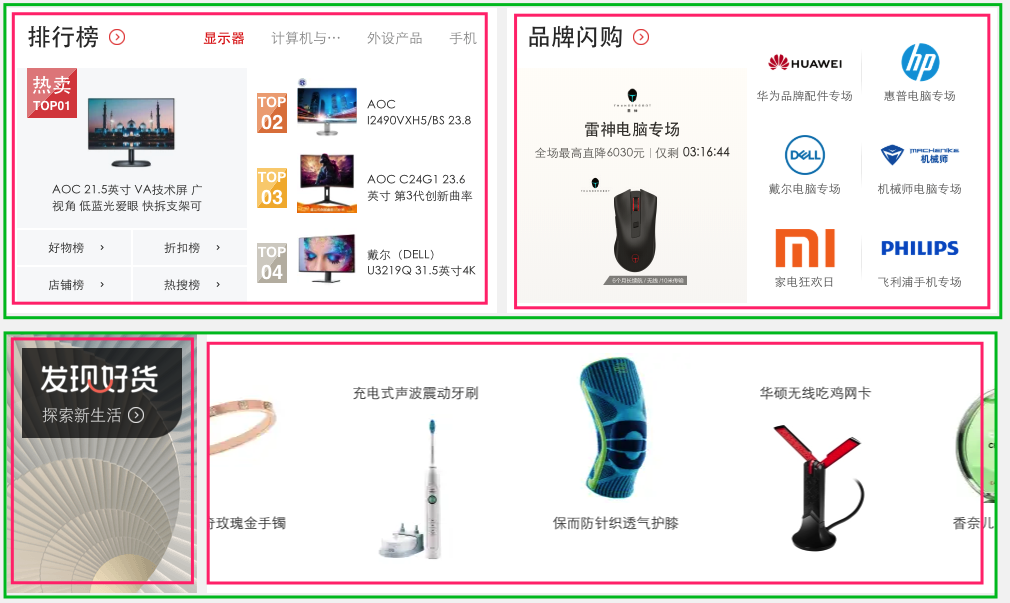 排行榜
显示器 计算机与··· 外设产品 手机
热卖
TOP01
AOC 21.5英寸 VA技术屏 广
视角 低蓝光爱眼 快拆支架可
好物榜 折扣榜
店铺榜 热搜榜
TOP
02
AOC
I2490VXH5/BS 23.8
TOP
03
AOC C24G1 23.6
英寸 第3代创新曲率
TOP
04
戴尔（DELL）
U3219Q 31.5英寸4K
品牌闪购
雷神电脑专场
全场最高直降6030元 | 仅剩 03:16:44
HUAWEI
华为品牌配件专场
hp
惠普电脑专场
DELL
戴尔电脑专场
MACHENIKE
机械师
机械师电脑专场
家电狂欢日
PHILIPS
飞利浦手机专场
发现好货
探索新生活
奇玫瑰金手镯
充电式声波震动牙刷
保而防针织透气护膝
华硕无线吃鸡网卡
香奈儿